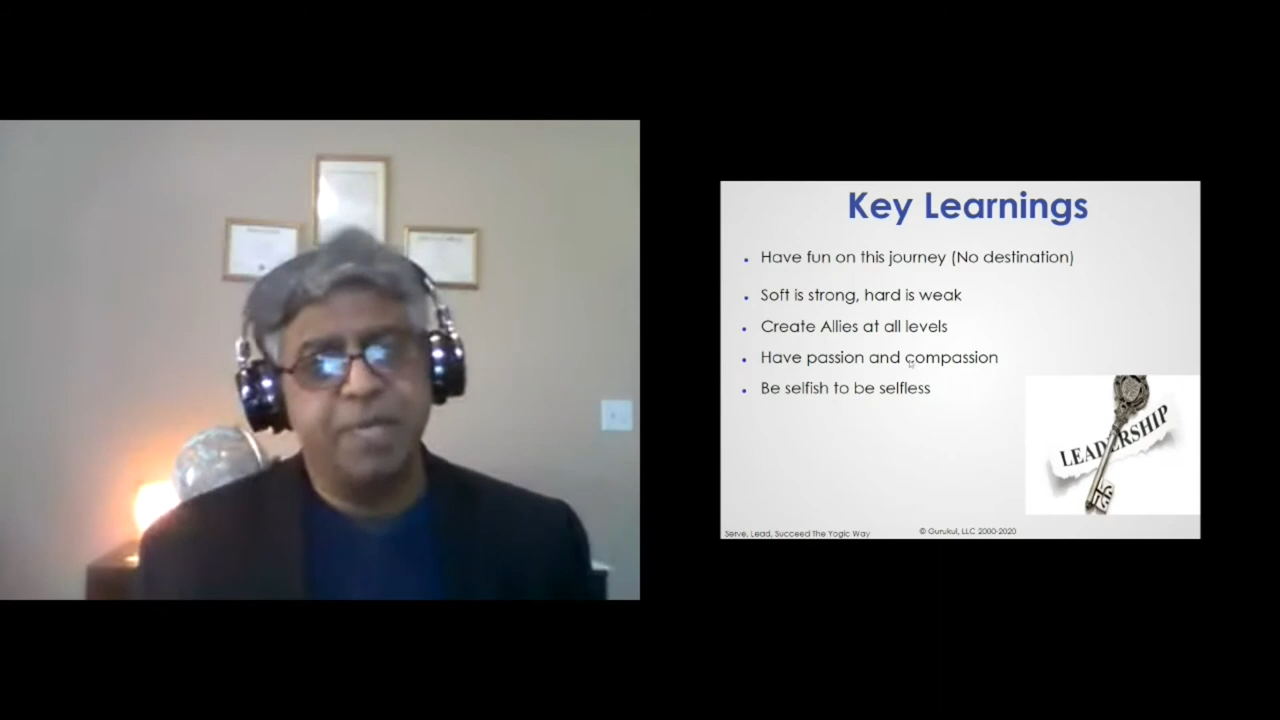 Key Learnings
Have fun on this journey (No destination)
Soft is strong, hard is weak
Create Allies at all levels
Have passion and compassion
Be selfish to be selfless
LEADERSHIP
Serve, Lead, Succeed The Yogic Way
© Gurukul, LLC 2000-2020